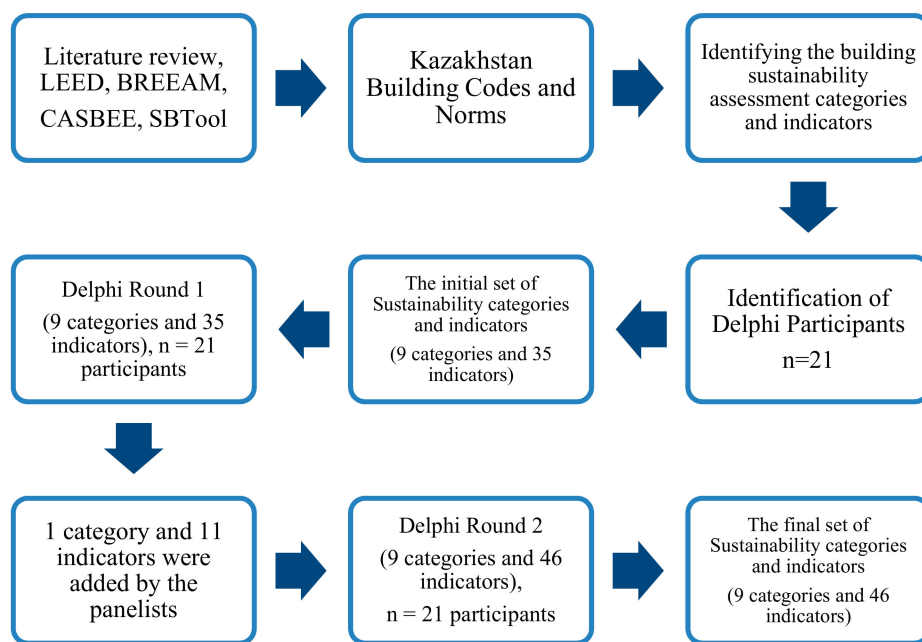 Literature review,
LEED, BREEAM,
CASBEE, SBTool
Kazakhstan
Building Codes and
Norms
Identifying the building
sustainability
assessment categories
and indicators
Identification of
Delphi Participants
n=21
The initial set of
Sustainability categories
and indicators
(9 categories and 35
indicators)
Delphi Round 1
(9 categories and 35
indicators), n = 21
participants
1 category and 11
indicators were
added by the
panelists
Delphi Round 2
(9 categories and 46
indicators),
n = 21 participants
The final set of
Sustainability categories
and indicators
(9 categories and 46
indicators)